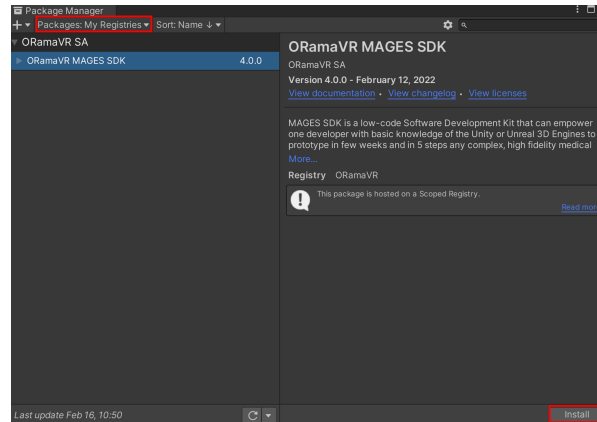 Package Manager
Packages: My Registries Sort: Name ↓
ORamaVR SA
ORamaVR MAGES SDK 4.0.0
Last update Feb 16, 10:50
ORamaVR MAGES SDK
ORamaVR SA
Version 4.0.0 - February 12, 2022
View documentation • View changelog • View licenses
MAGES SDK is a low-code Software Development Kit that can empower
one developer with basic knowledge of the Unity or Unreal 3D Engines to
prototype in few weeks and in 5 steps any complex, high fidelity medical
More...
Registry ORamaVR
This package is hosted on a Scoped Registry.
Read mor
Install